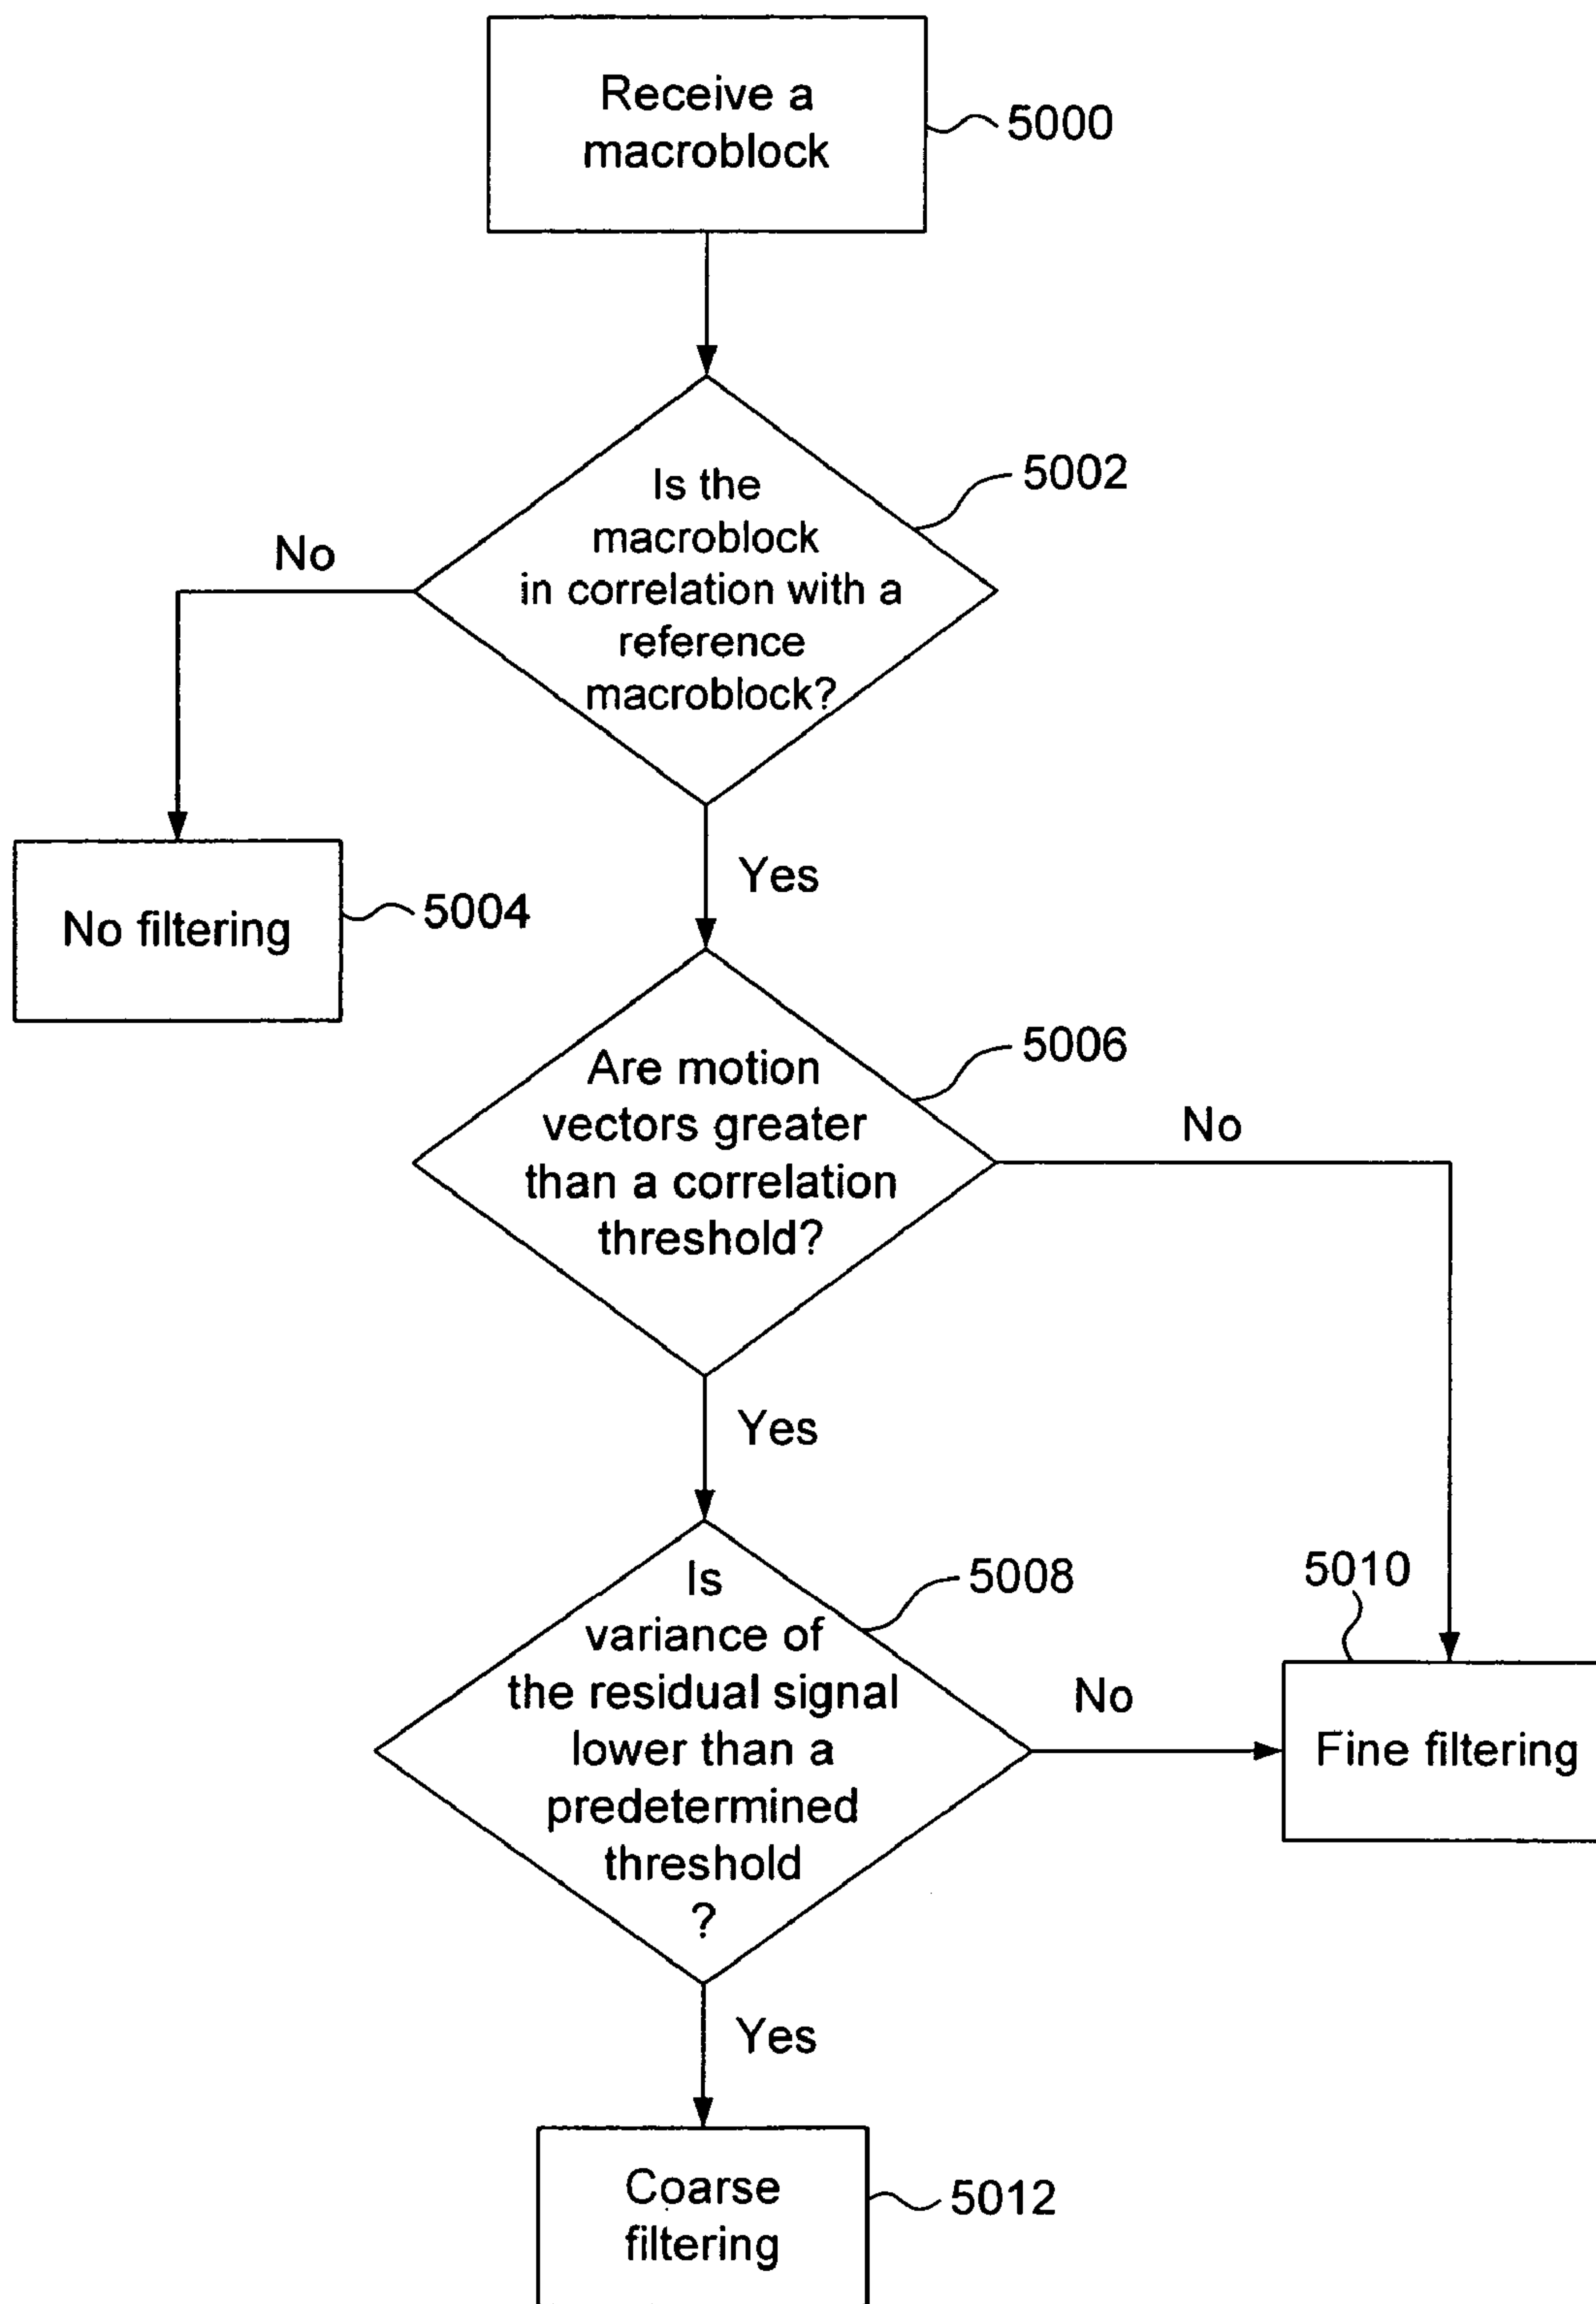 Receive a
macroblock
5000
Is the
macroblock
in correlation with a
reference
macroblock?
5002
No
Yes
No filtering
5004
Are motion
vectors greater
than a correlation
threshold?
5006
No
Yes
Is
variance of
the residual signal
lower than a
predetermined
threshold
?
5008
No
5010
Fine filtering
Yes
Coarse
filtering
5012